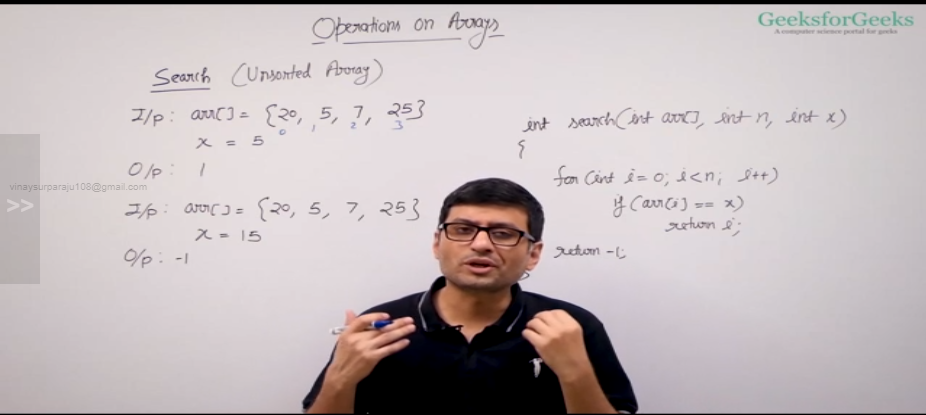 Operations on Arrays
GeeksforGeeks
A computer science portal for geeks
Search (Unsorted Array)
I/p: arr[] = {20, 5, 7, 25}
0 1 2 3
x = 5
O/p: 1
I/p: arr[] = {20, 5, 7, 25}
x = 15
O/p: -1
int search(int arr[], int n, int x)
{
for (int i=0; i<n; i++)
if (arr[i] == x)
return i;
return -1;
}
vinaysurparaju108@gmail.com
>>